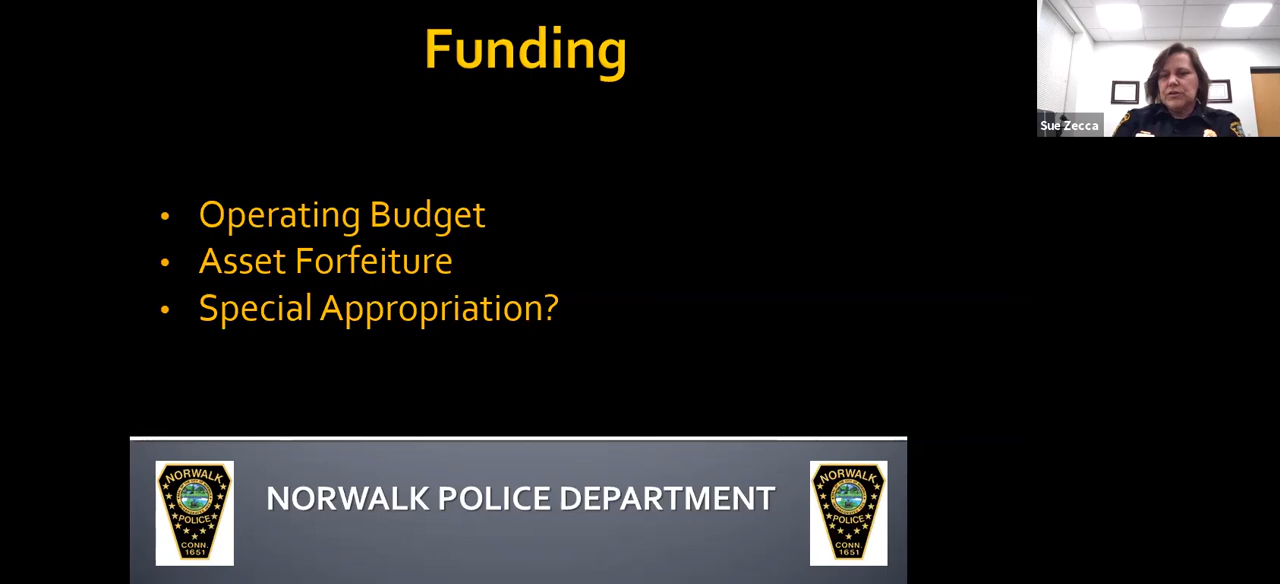 Funding
Sue Zecca
• Operating Budget
• Asset Forfeiture
• Special Appropriation?
NORWALK POLICE DEPARTMENT
NORWALK
POLICE
CONN.
1651
NORWALK
POLICE
CONN.
1651